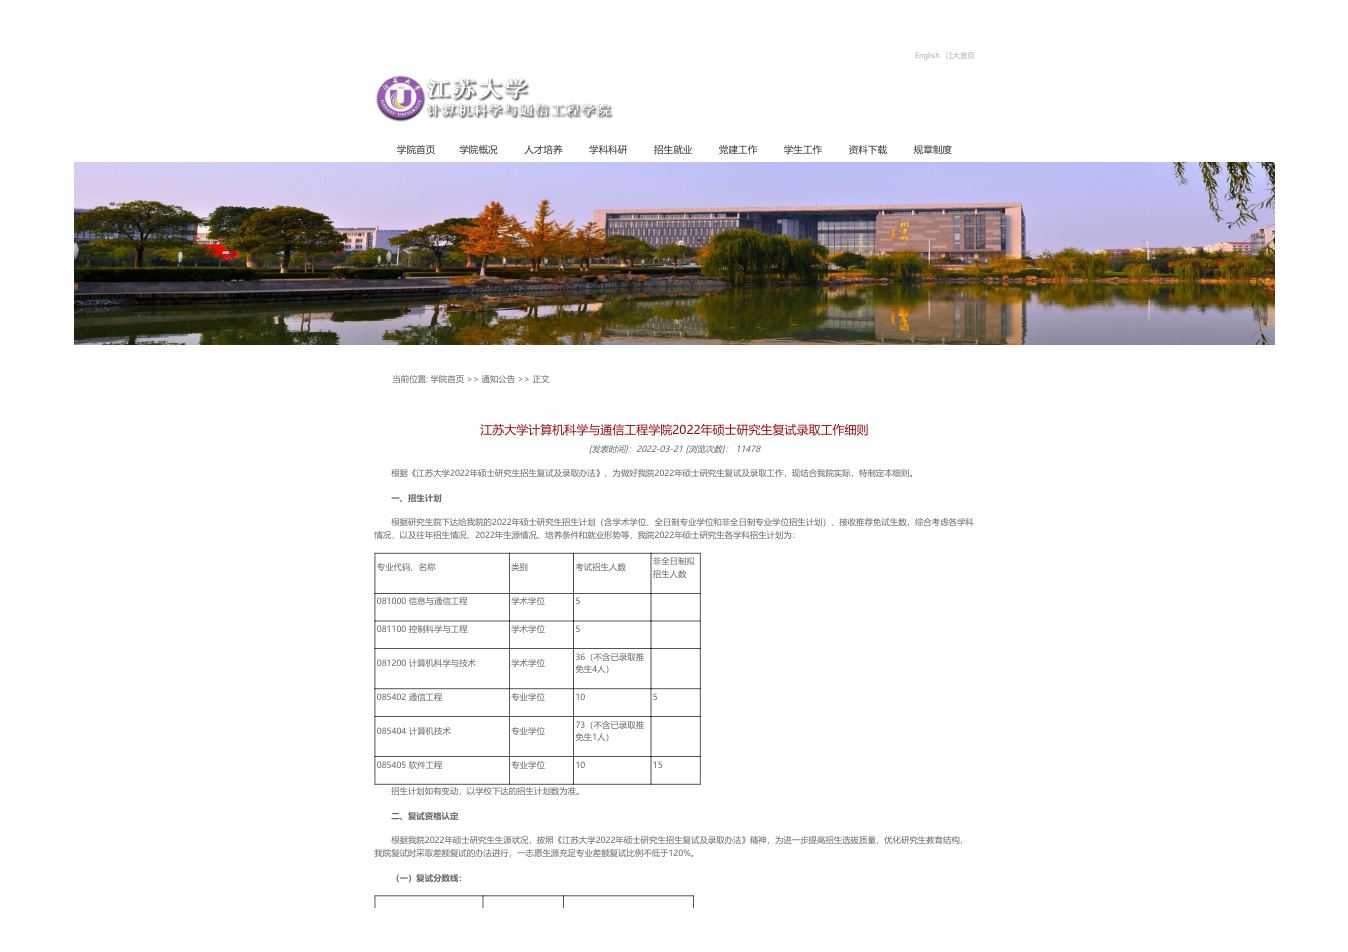 English 江大首页
江苏大学
计算机科学与通信工程学院
学院首页 学院概况 人才培养 学科科研 招生就业 党建工作 学生工作 资料下载 规章制度
当前位置: 学院首页 >> 通知公告 >> 正文
江苏大学计算机科学与通信工程学院2022年硕士研究生复试录取工作细则
[发表时间]：2022-03-21 [浏览次数]： 11478
根据《江苏大学2022年硕士研究生招生复试及录取办法》，为做好我院2022年硕士研究生复试及录取工作，现结合我院实际，特制定本细则。
一、招生计划
根据研究生院下达给我院的2022年硕士研究生招生计划（含学术学位、全日制专业学位和非全日制专业学位招生计划）、接收推荐免试生数，综合考虑各学科
情况，以及往年招生情况、2022年生源情况、培养条件和就业形势等，我院2022年硕士研究生各学科招生计划为：
专业代码、名称 类别 考试招生人数 非全日制拟
招生人数
081000 信息与通信工程 学术学位 5
081100 控制科学与工程 学术学位 5
081200 计算机科学与技术 学术学位 36（不含已录取推
免生4人）
085402 通信工程 专业学位 10 5
085404 计算机技术 专业学位 73（不含已录取推
免生1人）
085405 软件工程 专业学位 10 15
招生计划如有变动，以学校下达的招生计划数为准。
二、复试资格认定
根据我院2022年硕士研究生生源状况，按照《江苏大学2022年硕士研究生招生复试及录取办法》精神，为进一步提高招生选拔质量，优化研究生教育结构，
我院复试时采取差额复试的办法进行，一志愿生源充足专业差额复试比例不低于120%。
（一）复试分数线：